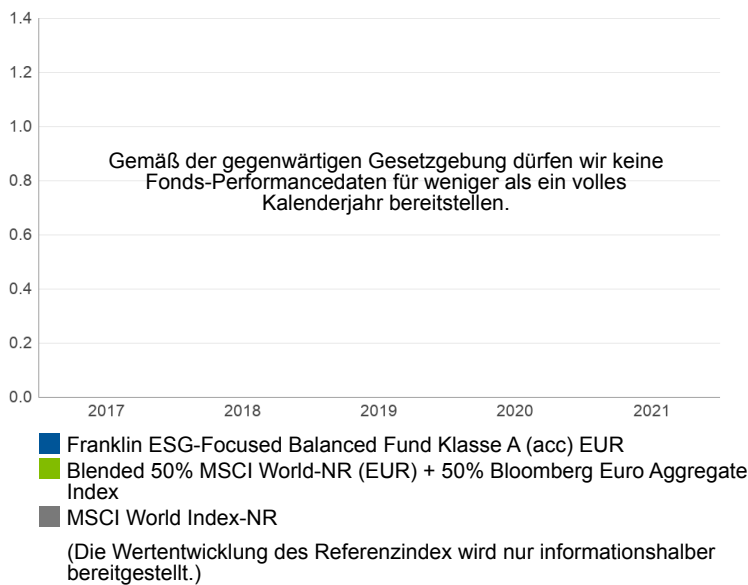 1.4
1.2
1.0
Gemäß der gegenwärtigen Gesetzgebung dürfen wir keine
0.8
Fonds-Performancedaten für weniger als ein volles
Kalenderjahr bereitstellen.
0.6
0.4
0.2
0.0
2017 2018 2019 2020 2021
Franklin ESG-Focused Balanced Fund Klasse A (acc) EUR
Blended 50% MSCI World-NR (EUR) + 50% Bloomberg Euro Aggregate
Index
MSCI World Index-NR
(Die Wertentwicklung des Referenzindex wird nur informationshalber
bereitgestellt.)